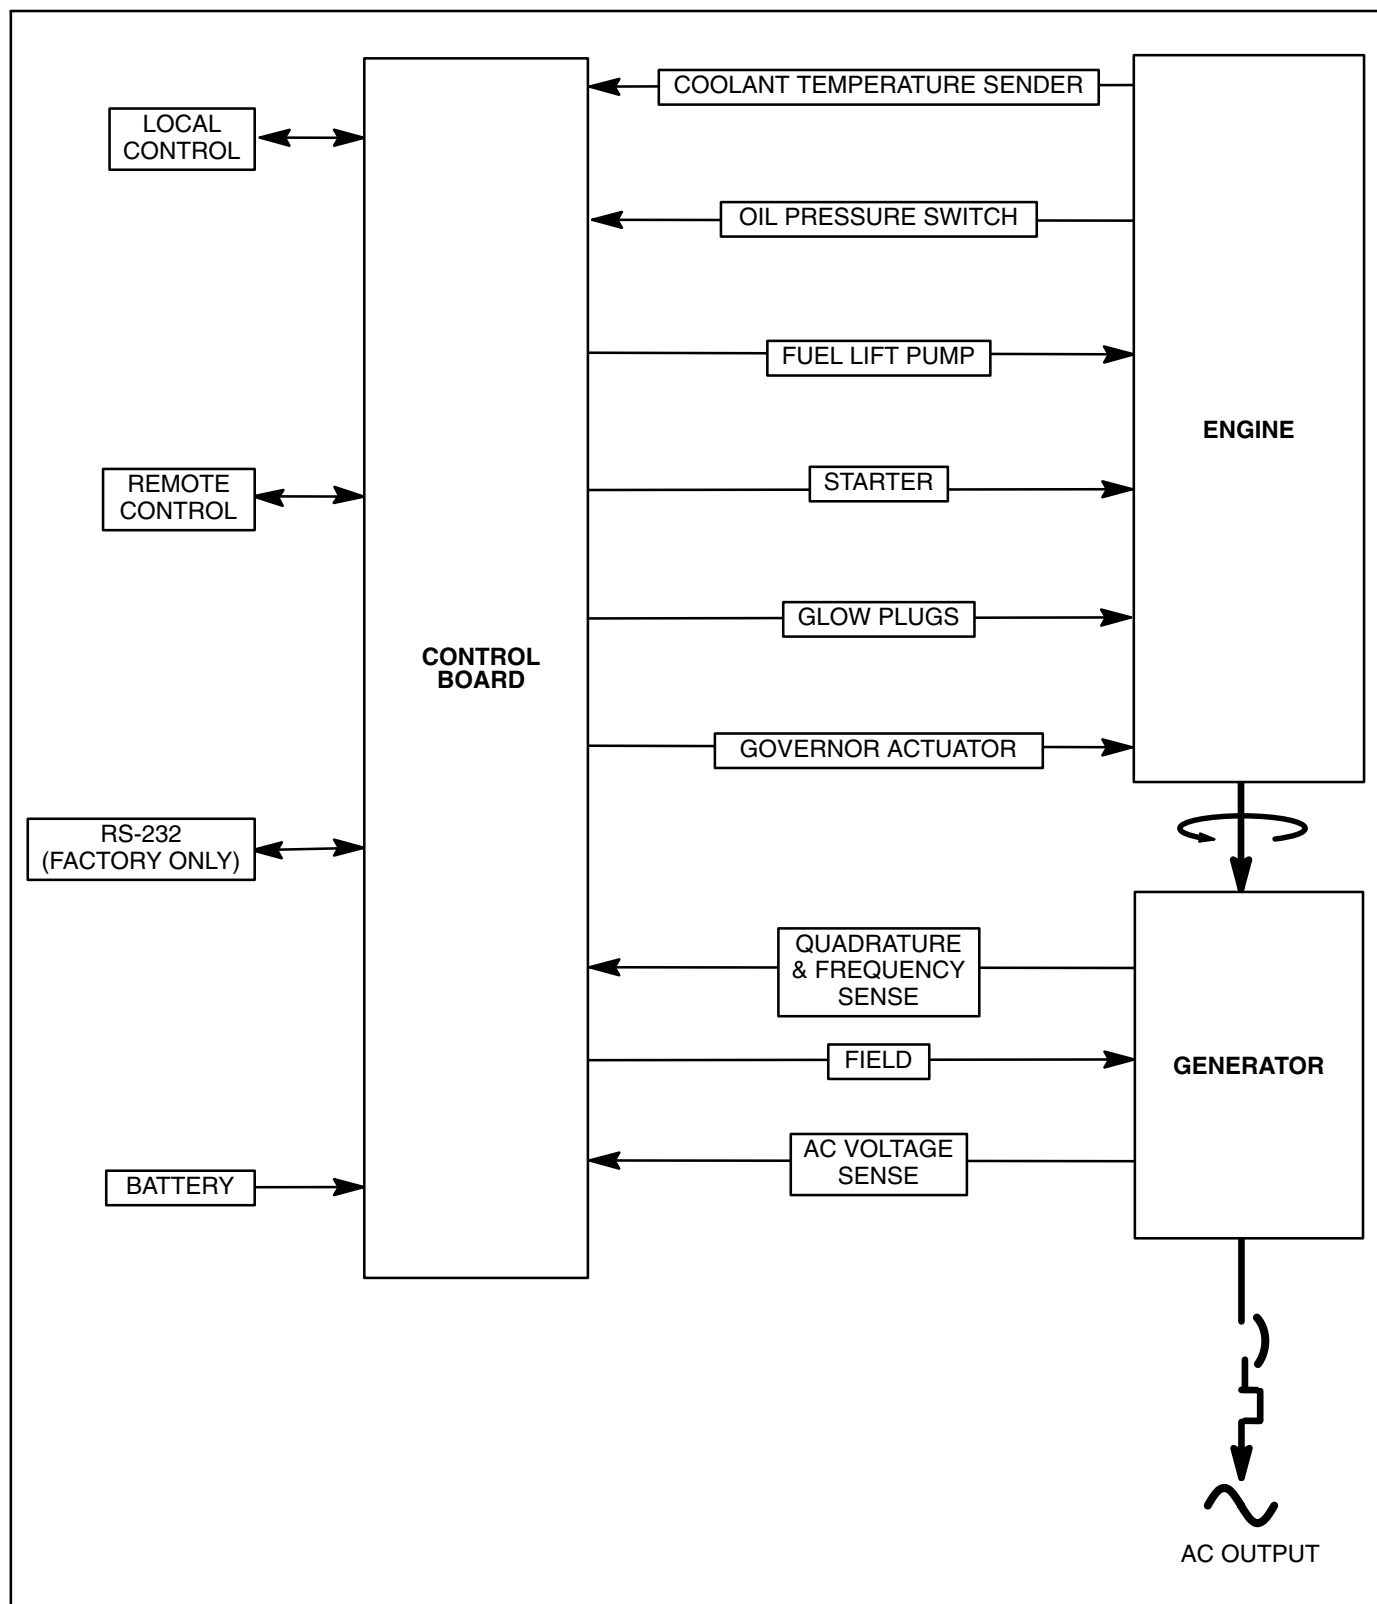 COOLANT TEMPERATURE SENDER
LOCAL
CONTROL
OIL PRESSURE SWITCH
FUEL LIFT PUMP
ENGINE
REMOTE
CONTROL
STARTER
GLOW PLUGS
CONTROL
BOARD
GOVERNOR ACTUATOR
RS-232
(FACTORY ONLY)
QUADRATURE
& FREQUENCY
SENSE
FIELD
GENERATOR
AC VOLTAGE
SENSE
BATTERY
AC OUTPUT